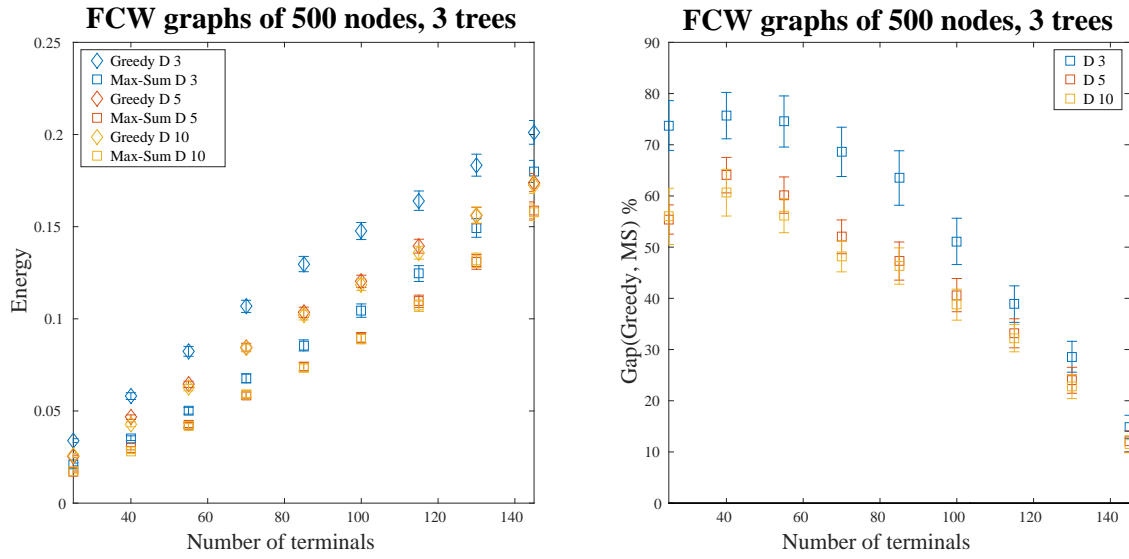 FCW graphs of 500 nodes, 3 trees
0.25
0.2
0.15
0.1
0.05
0
Energy
Greedy D 3
Max-Sum D 3
Greedy D 5
Max-Sum D 5
Greedy D 10
Max-Sum D 10
40 60 80 100 120 140
Number of terminals
FCW graphs of 500 nodes, 3 trees
90
80
70
60
50
40
30
20
10
0
Gap(Greedy, MS) %
D 3
D 5
D 10
40 60 80 100 120 140
Number of terminals